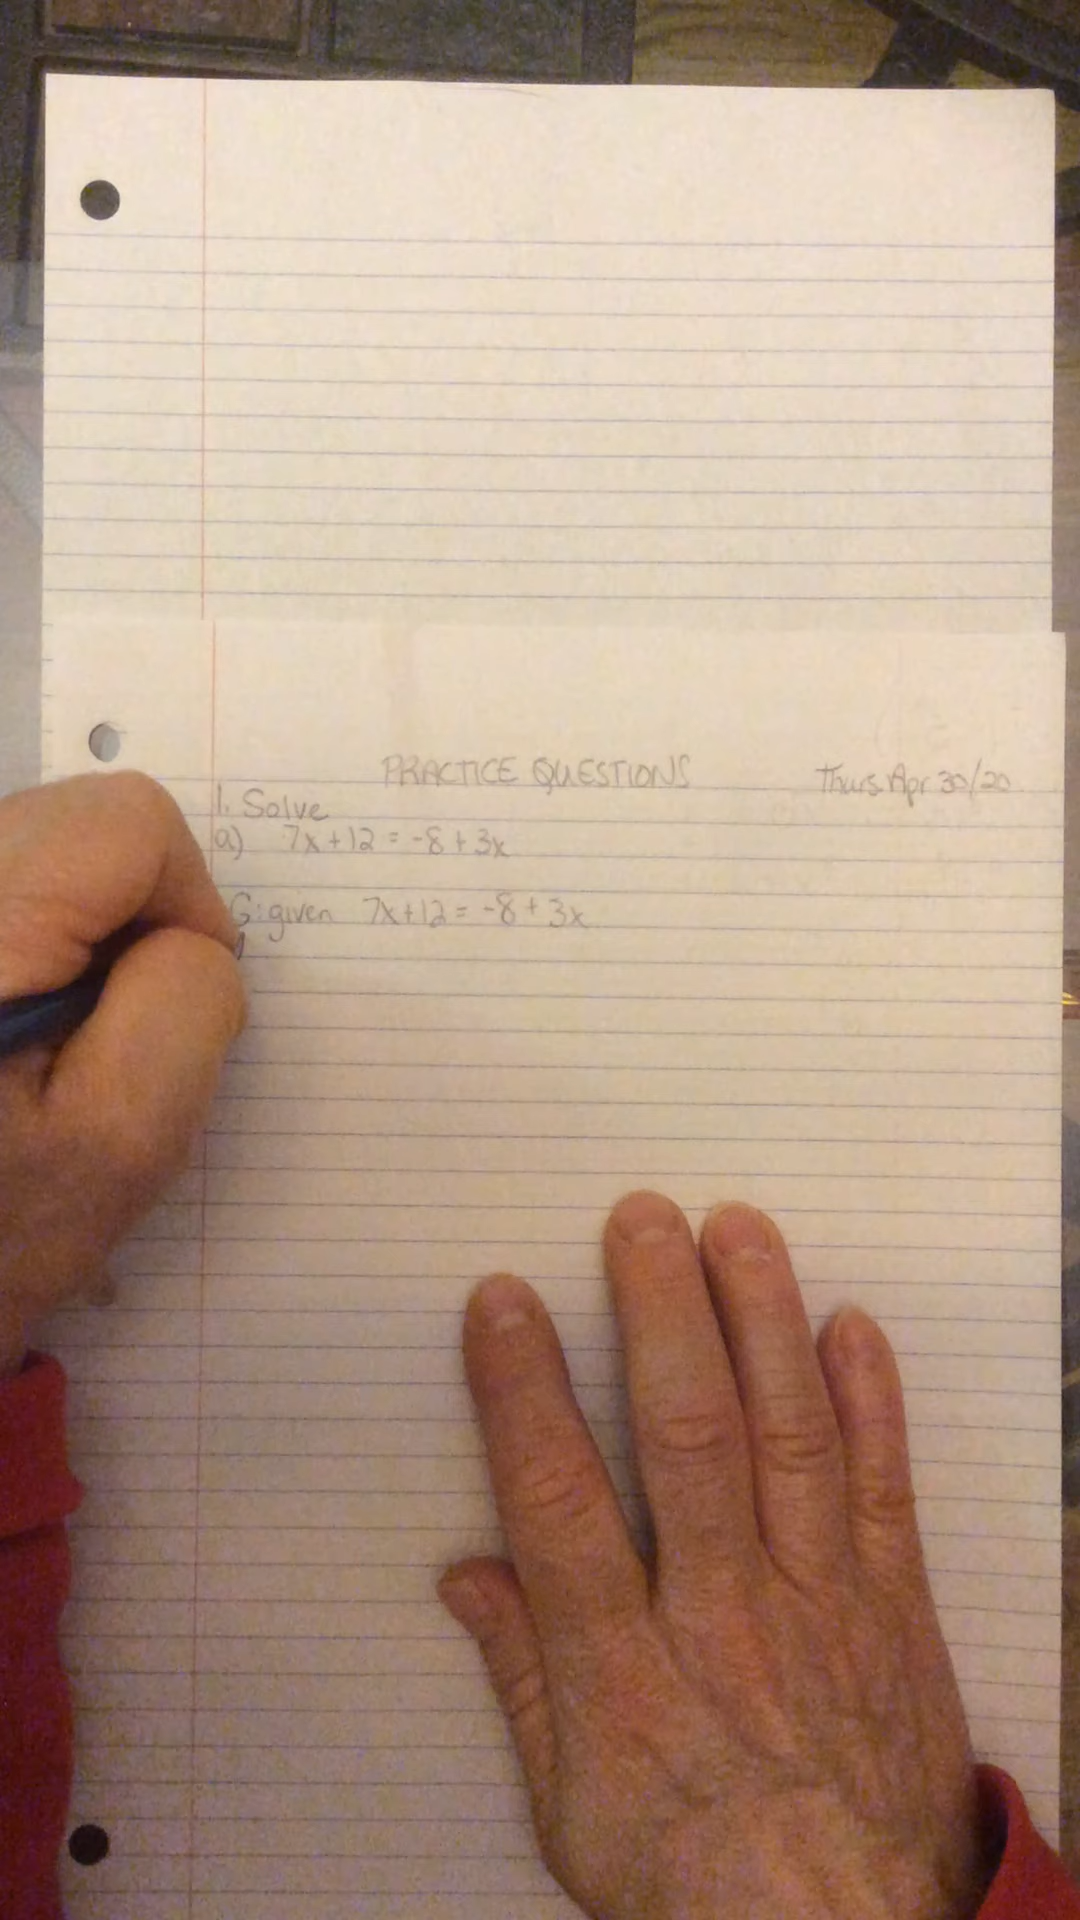 PRACTICE QUESTIONS Thurs Apr 30/20
1. Solve
a) 7x+12 = -8+3x
G: given 7x+12 = -8+3x